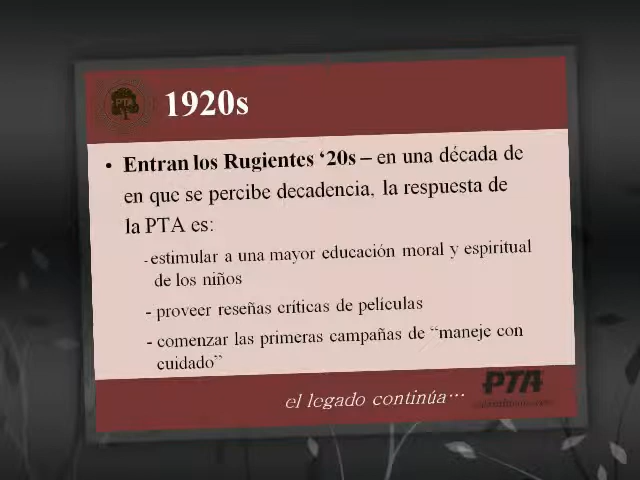 PTA
1920s
• Entran los Rugientes ‘20s – en una década de
en que se percibe decadencia, la respuesta de
la PTA es:
- estimular a una mayor educación moral y espiritual
de los niños
- proveer reseñas críticas de películas
- comenzar las primeras campañas de “maneje con
cuidado”
el legado continúa…
PTA